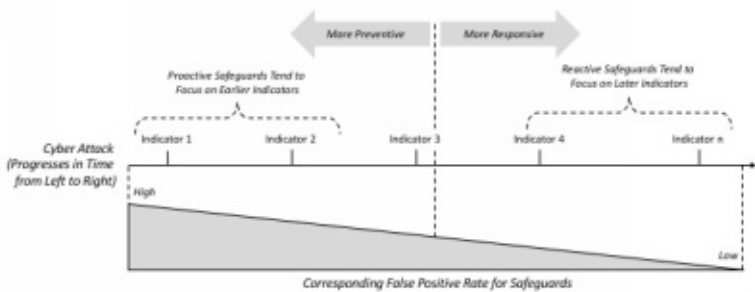 More Preventive
More Responsive
Proactive Safeguards Tend to
Focus on Earlier Indicators
Reactive Safeguards Tend to
Focus on Later Indicators
Indicator 1
Indicator 2
Indicator 3
Indicator 4
Indicator n
Cyber Attack
(Progresses in Time
from Left to Right)
High
Low
Corresponding False Positive Rate for Safeguards